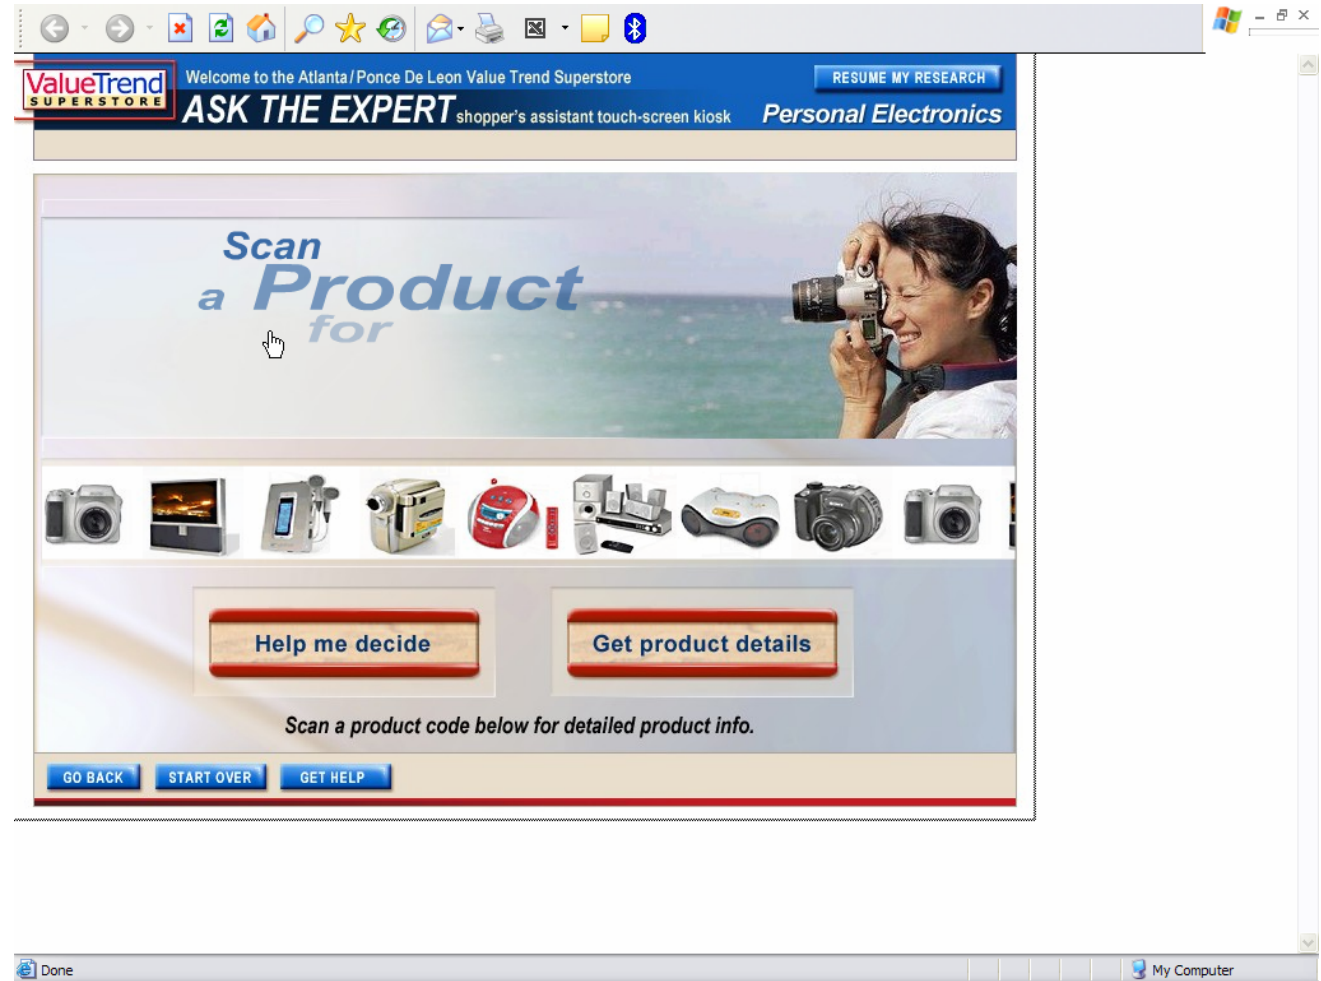 ValueTrend
SUPERSTORE
Welcome to the Atlanta/Ponce De Leon Value Trend Superstore
RESUME MY RESEARCH
ASK THE EXPERT shopper's assistant touch-screen kiosk
Personal Electronics
Scan
a Product
for
Help me decide
Get product details
Scan a product code below for detailed product info.
GO BACK
START OVER
GET HELP
Done
My Computer